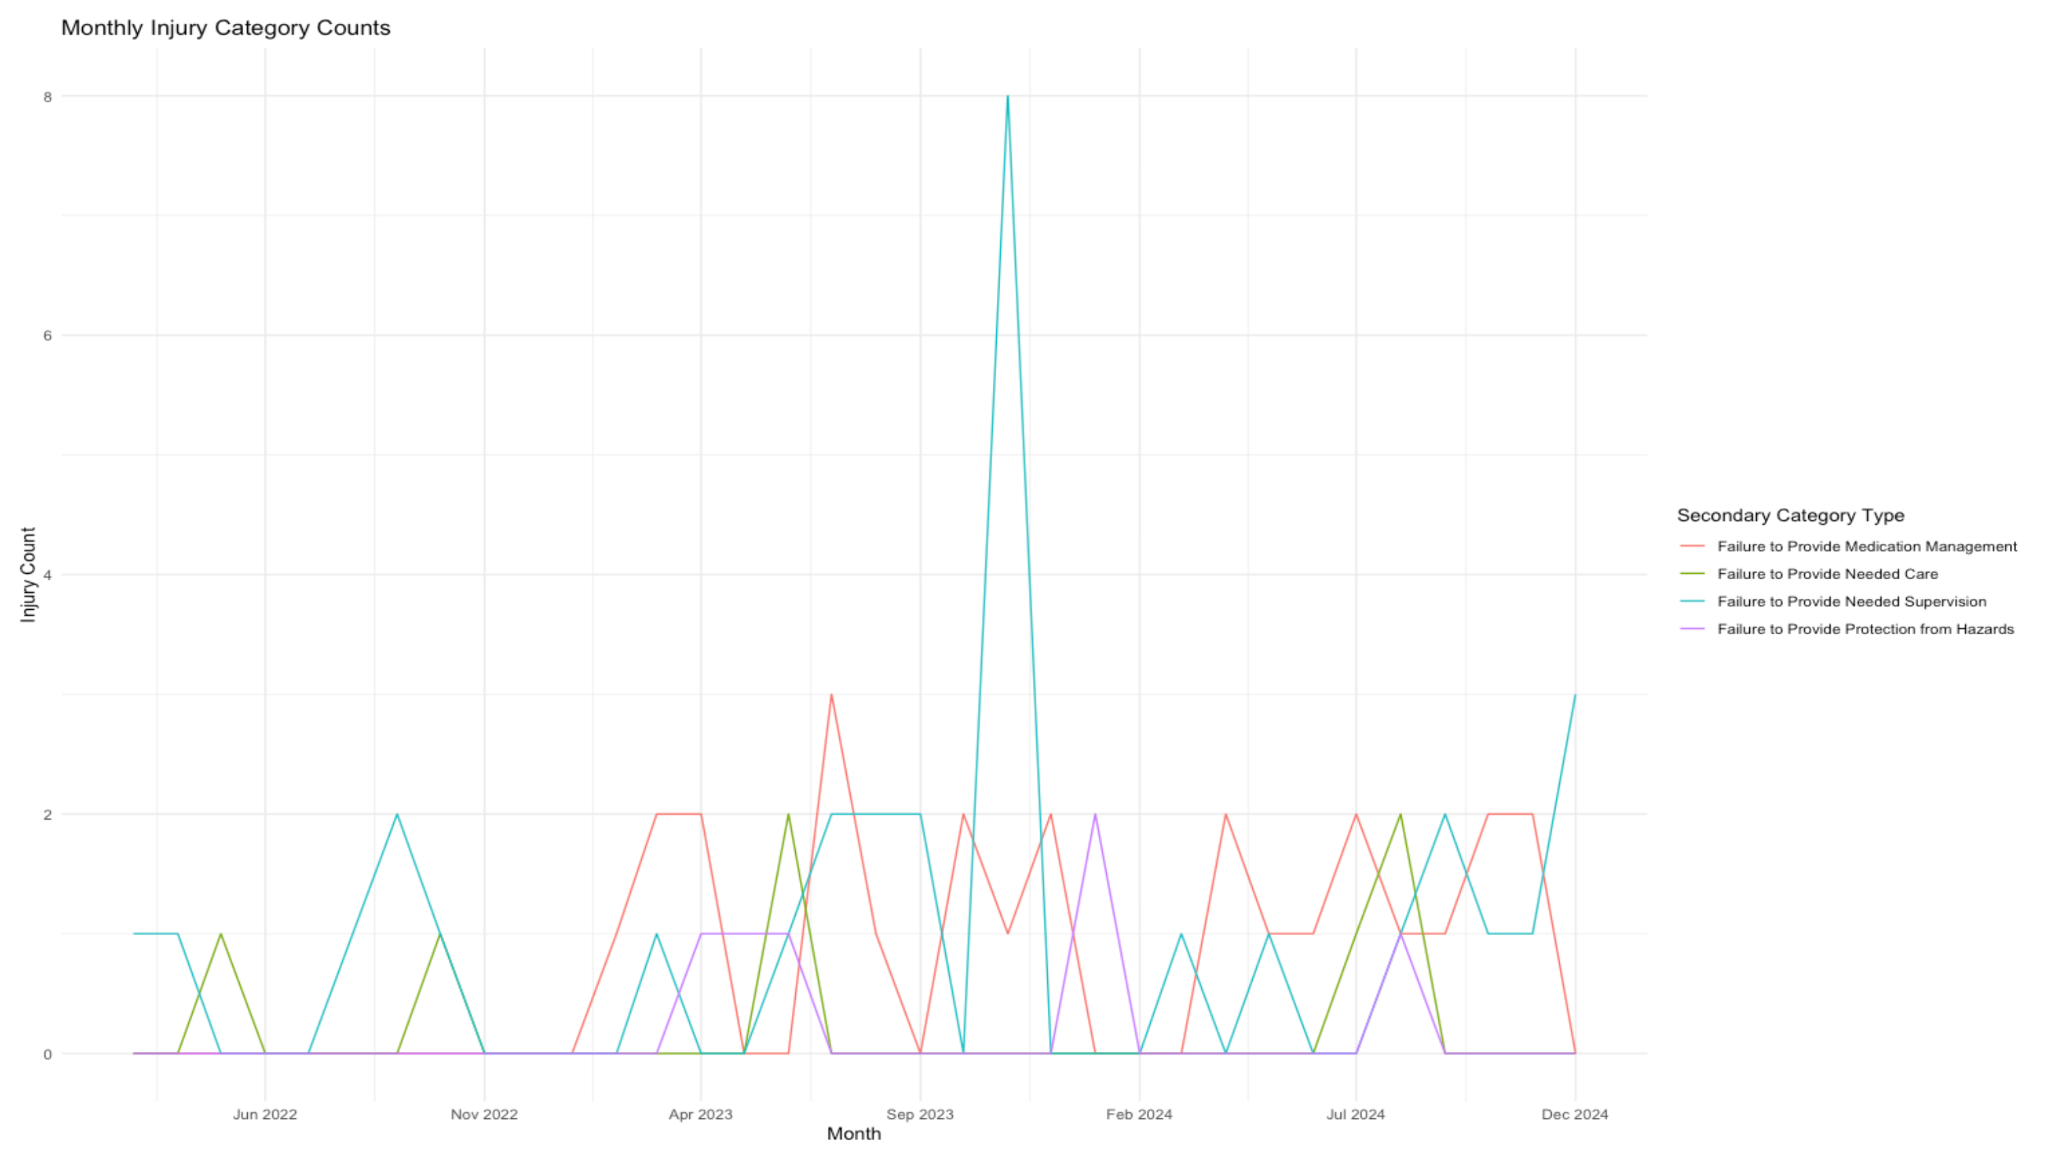 Monthly Injury Category Counts
8
6
4
2
0
Injury Count
Jun 2022
Nov 2022
Apr 2023
Sep 2023
Feb 2024
Jul 2024
Dec 2024
Month
Secondary Category Type
Failure to Provide Medication Management
Failure to Provide Needed Care
Failure to Provide Needed Supervision
Failure to Provide Protection from Hazards